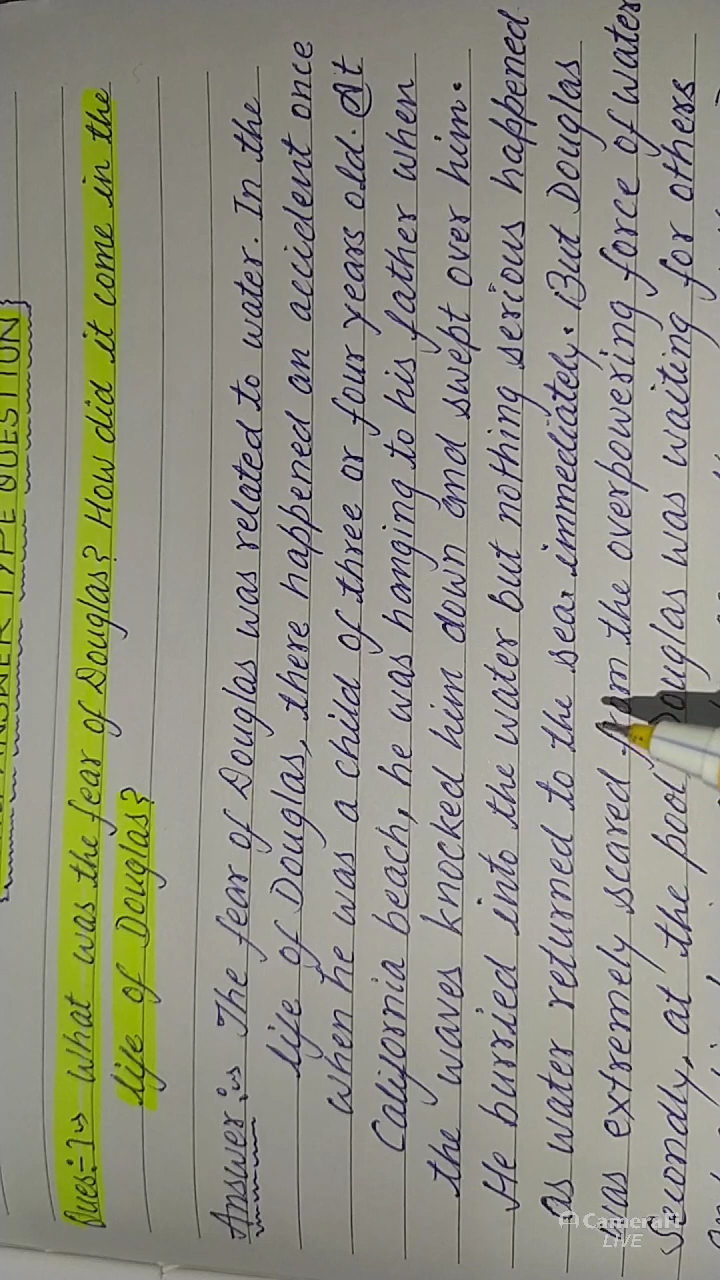 ANSWER TYPE QUESTION
Ques:-1→ What was the fear of Douglas? How did it come in the
life of Douglas?
Answer:→ The fear of Douglas was related to water. In the
life of Douglas, there happened an accident once
when he was a child of three or four years old. At
California beach, he was hanging to his father when
the waves knocked him down and swept over him.
He burried into the water but nothing serious happened
as water returned to the sea immediately. But Douglas
was extremely scared from the overpowering force of water
Secondly, at the pool Douglas was waiting for others
Cameraft
LIVE